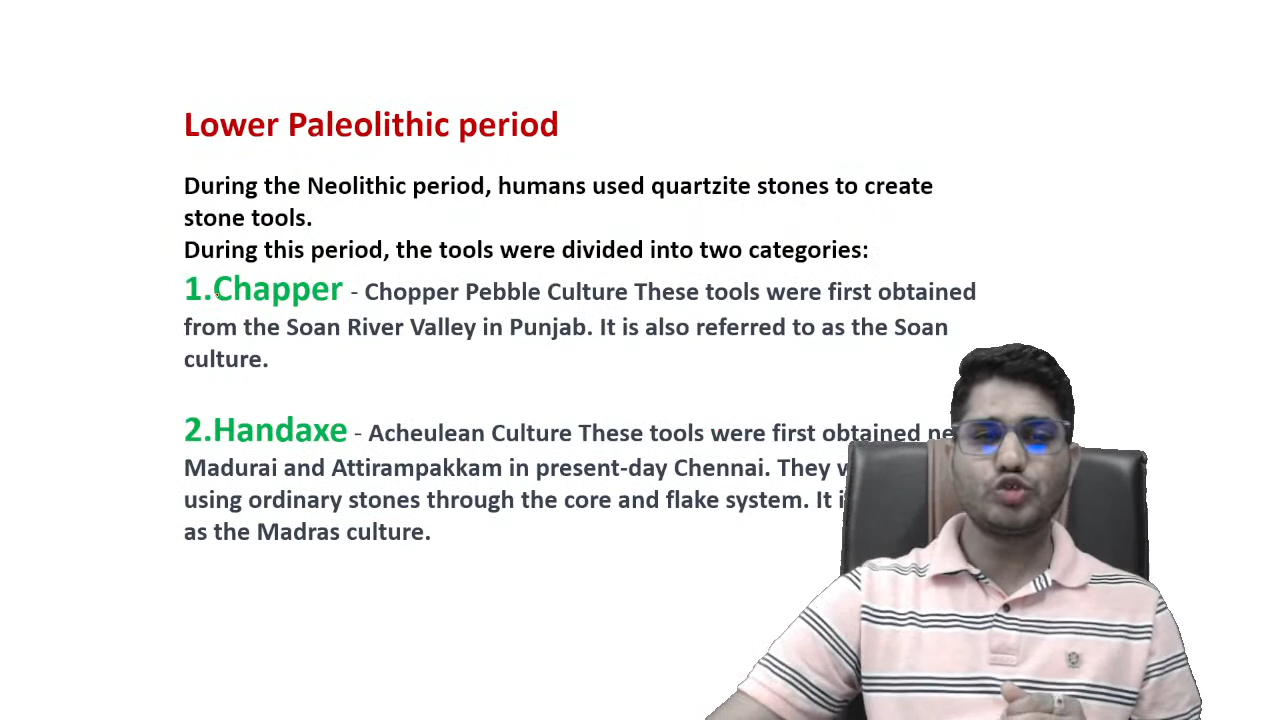 Lower Paleolithic period
During the Neolithic period, humans used quartzite stones to create
stone tools.
During this period, the tools were divided into two categories:
1.Chapper - Chopper Pebble Culture These tools were first obtained
from the Soan River Valley in Punjab. It is also referred to as the Soan
culture.
2.Handaxe - Acheulean Culture These tools were first obtained
Madurai and Attirampakkam in present-day Chennai. They
using ordinary stones through the core and flake system. It
as the Madras culture.